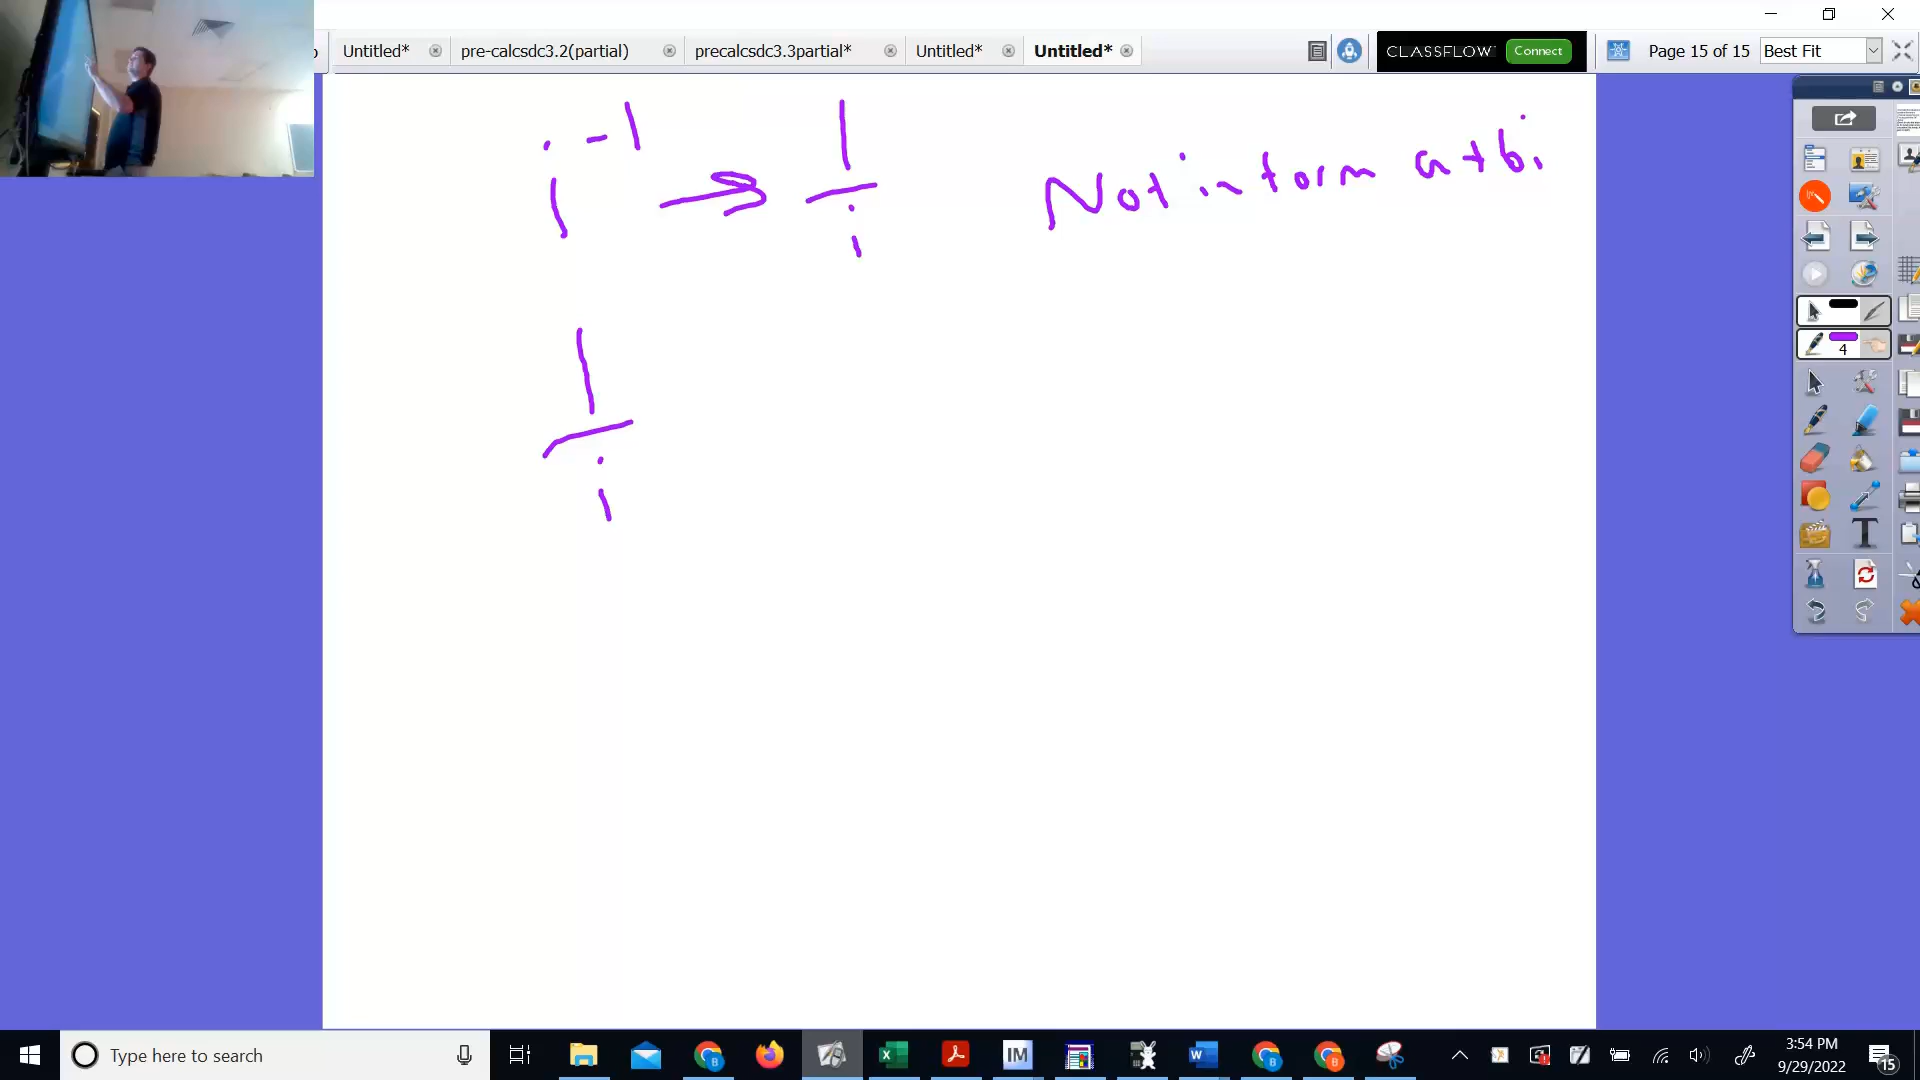 Untitled* pre-calcsdc3.2(partial) precalcsdc3.3partial* Untitled* Untitled* CLASSFLOW Connect Page 15 of 15 Best Fit
i⁻¹ → 1/i Not in form a+bi
1/i
4
T
Type here to search
3:54 PM
9/29/2022
15